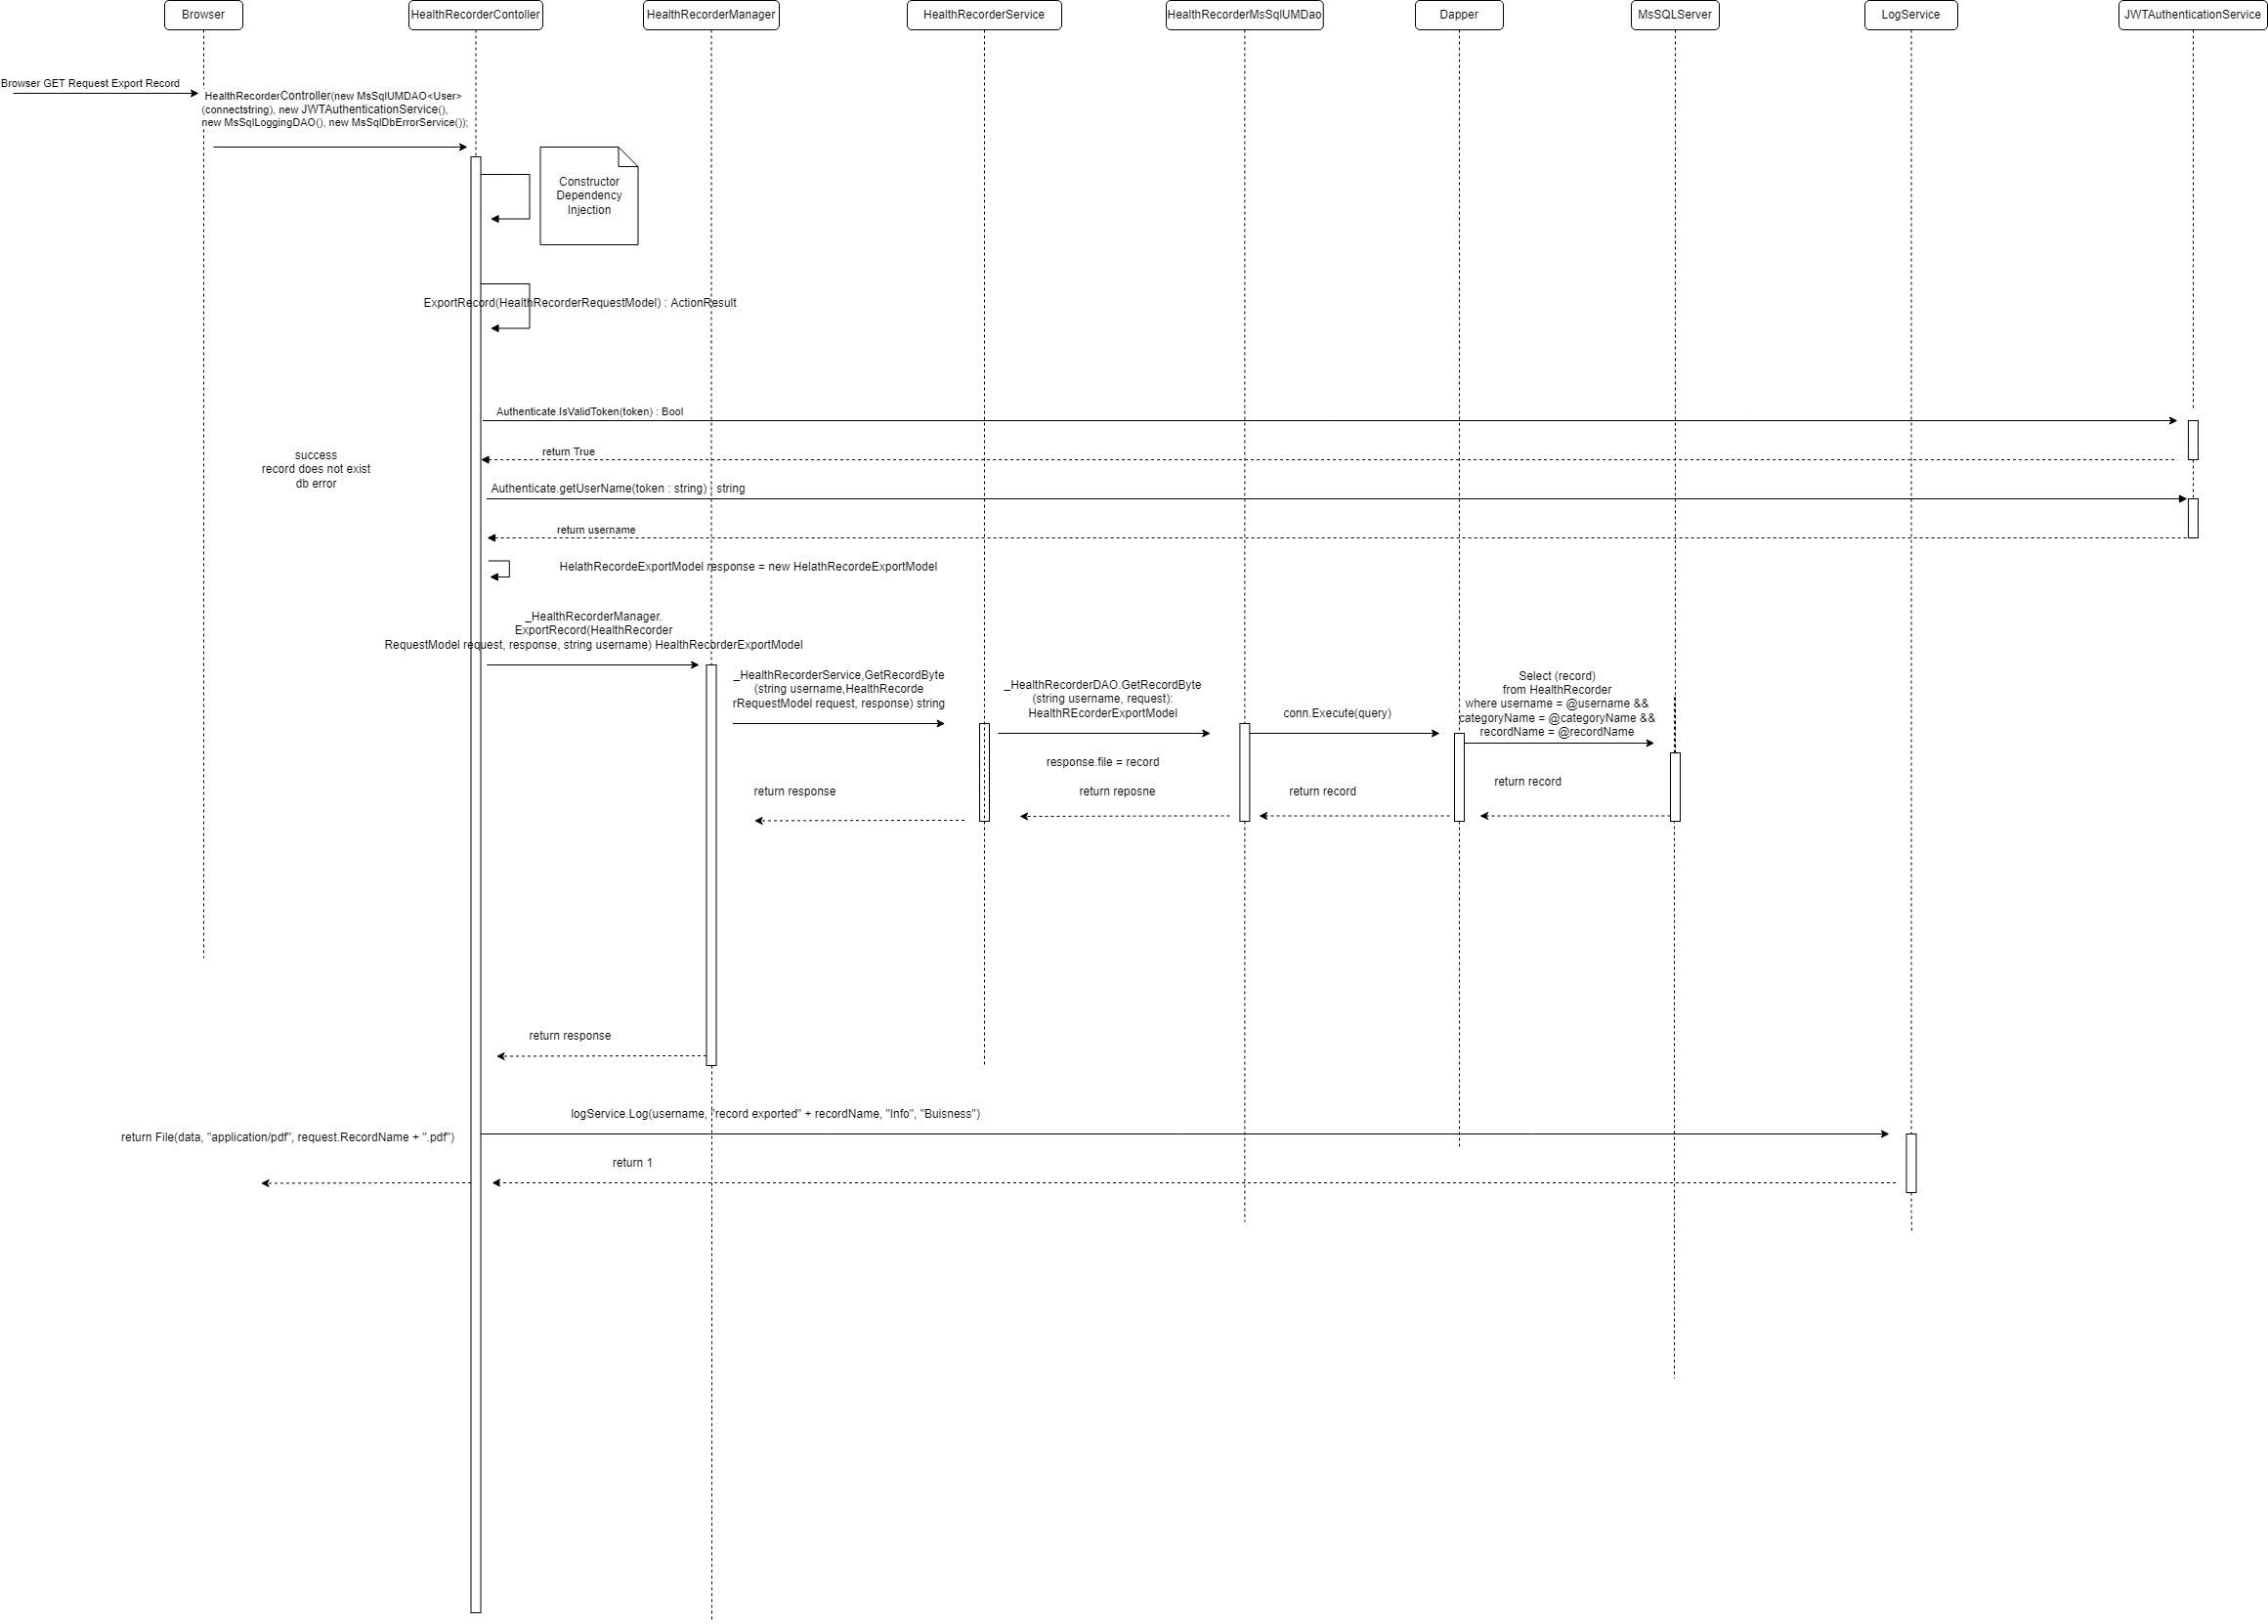 Browser
HealthRecorderContoller
HealthRecorderManager
HealthRecorderService
HealthRecorderMsSqlUMDao
Dapper
MsSQLServer
LogService
JWTAuthenticationService
Browser GET Request Export Record
HealthRecorderController(new MsSqlUMDAO<User>
(connectstring), new JWTAuthenticationService(),
new MsSqlLoggingDAO(), new MsSqlDbErrorService());
Constructor
Dependency
Injection
ExportRecord(HealthRecorderRequestModel) : ActionResult
Authenticate.IsValidToken(token) : Bool
return True
success
record does not exist
db error
Authenticate.getUserName(token : string) : string
return username
HelathRecordeExportModel response = new HelathRecordeExportModel
_HealthRecorderManager.
ExportRecord(HealthRecorder
RequestModel request, response, string username) HealthRecorderExportModel
_HealthRecorderService,GetRecordByte
(string username,HealthRecorde
rRequestModel request, response) string
_HealthRecorderDAO.GetRecordByte
(string username, request):
HealthREcorderExportModel
conn.Execute(query)
Select (record)
from HealthRecorder
where username = @username &&
categoryName = @categoryName &&
recordName = @recordName
response.file = record
return response
return reposne
return record
return record
return response
logService.Log(username, "record exported" + recordName, "Info", "Buisness")
return File(data, "application/pdf", request.RecordName + ".pdf")
return 1